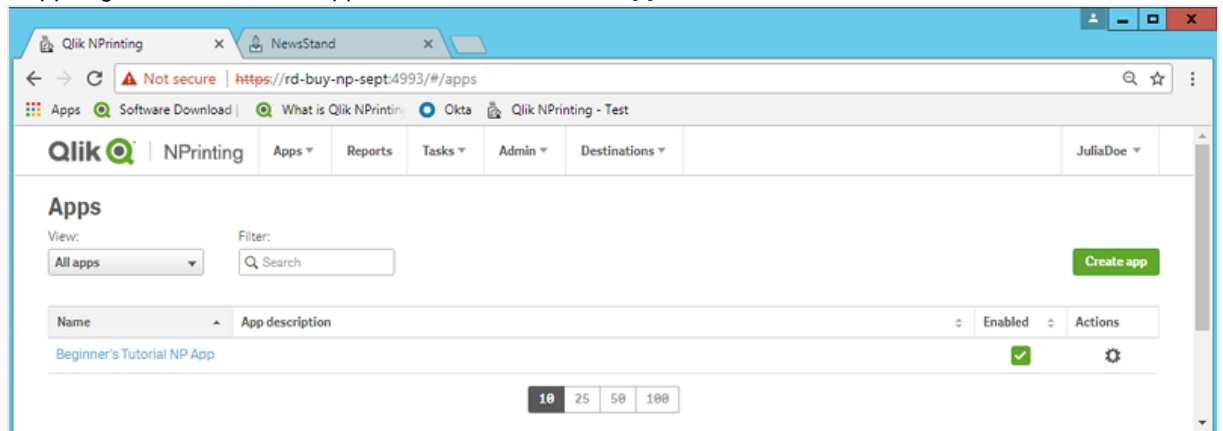 Qlik NPrinting NewsStand
Not secure https://rd-buy-np-sept:4993/#/apps
Apps Software Download | What is Qlik NPrinting Okta Qlik NPrinting - Test
Qlik NPrinting Apps Reports Tasks Admin Destinations JuliaDoe
Apps
View: Filter:
All apps Search Create app
Name App description Enabled Actions
Beginner's Tutorial NP App
10 25 50 100